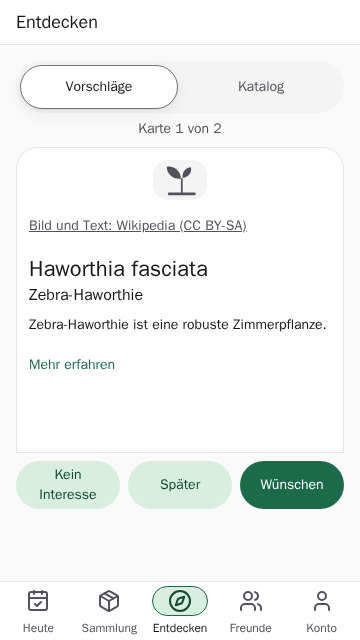 Entdecken
Vorschläge
Katalog
Karte 1 von 2
Bild und Text: Wikipedia (CC BY-SA)
Haworthia fasciata
Zebra-Haworthie
Zebra-Haworthie ist eine robuste Zimmerpflanze.
Mehr erfahren
Kein
Interesse
Später
Wünschen
Heute
Sammlung
Entdecken
Freunde
Konto